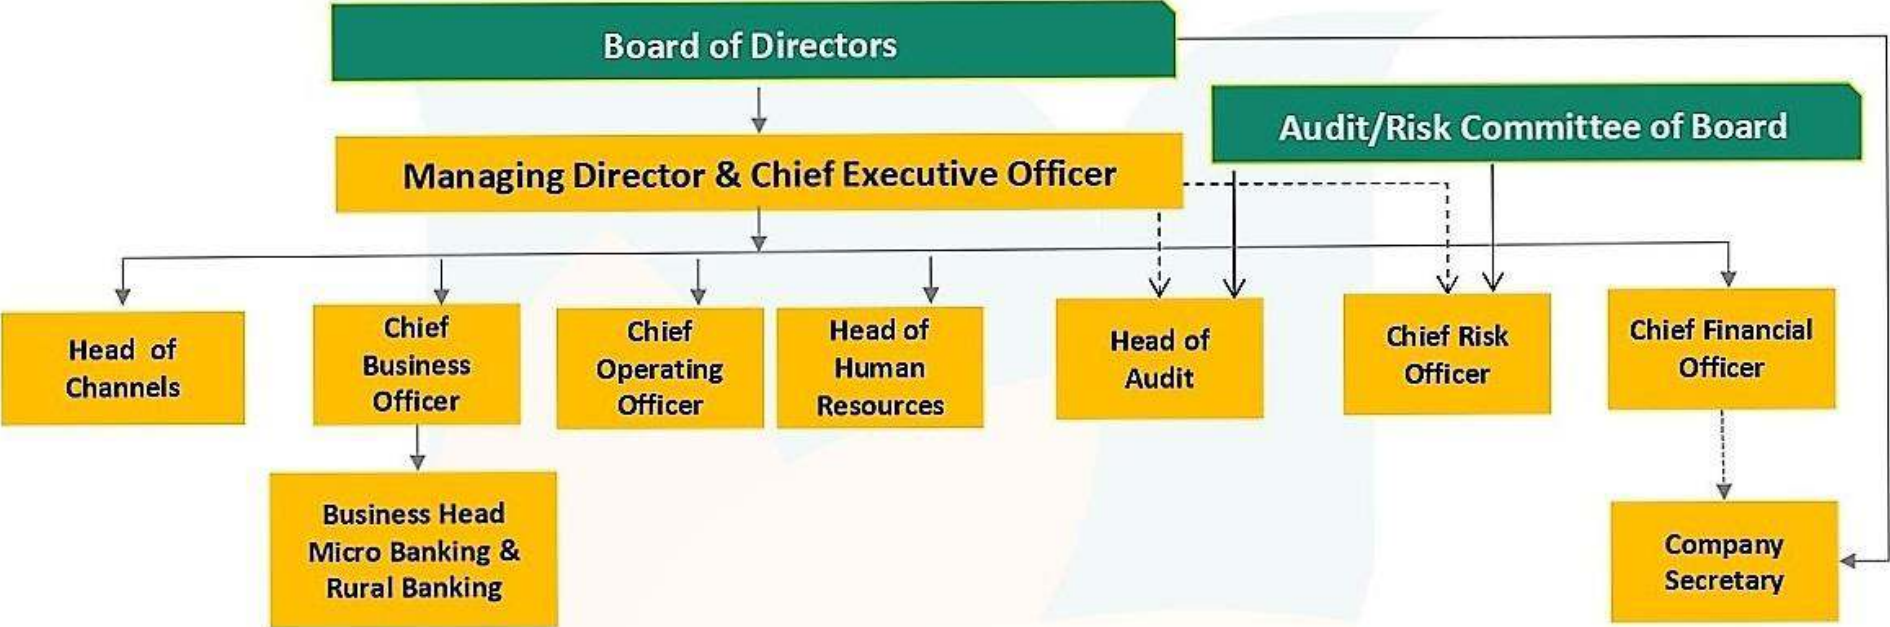 Board of Directors
Audit/Risk Committee of Board
Managing Director & Chief Executive Officer
Head of
Channels
Chief
Business
Officer
Chief
Operating
Officer
Head of
Human
Resources
Head of
Audit
Chief Risk
Officer
Chief Financial
Officer
Business Head
Micro Banking &
Rural Banking
Company
Secretary